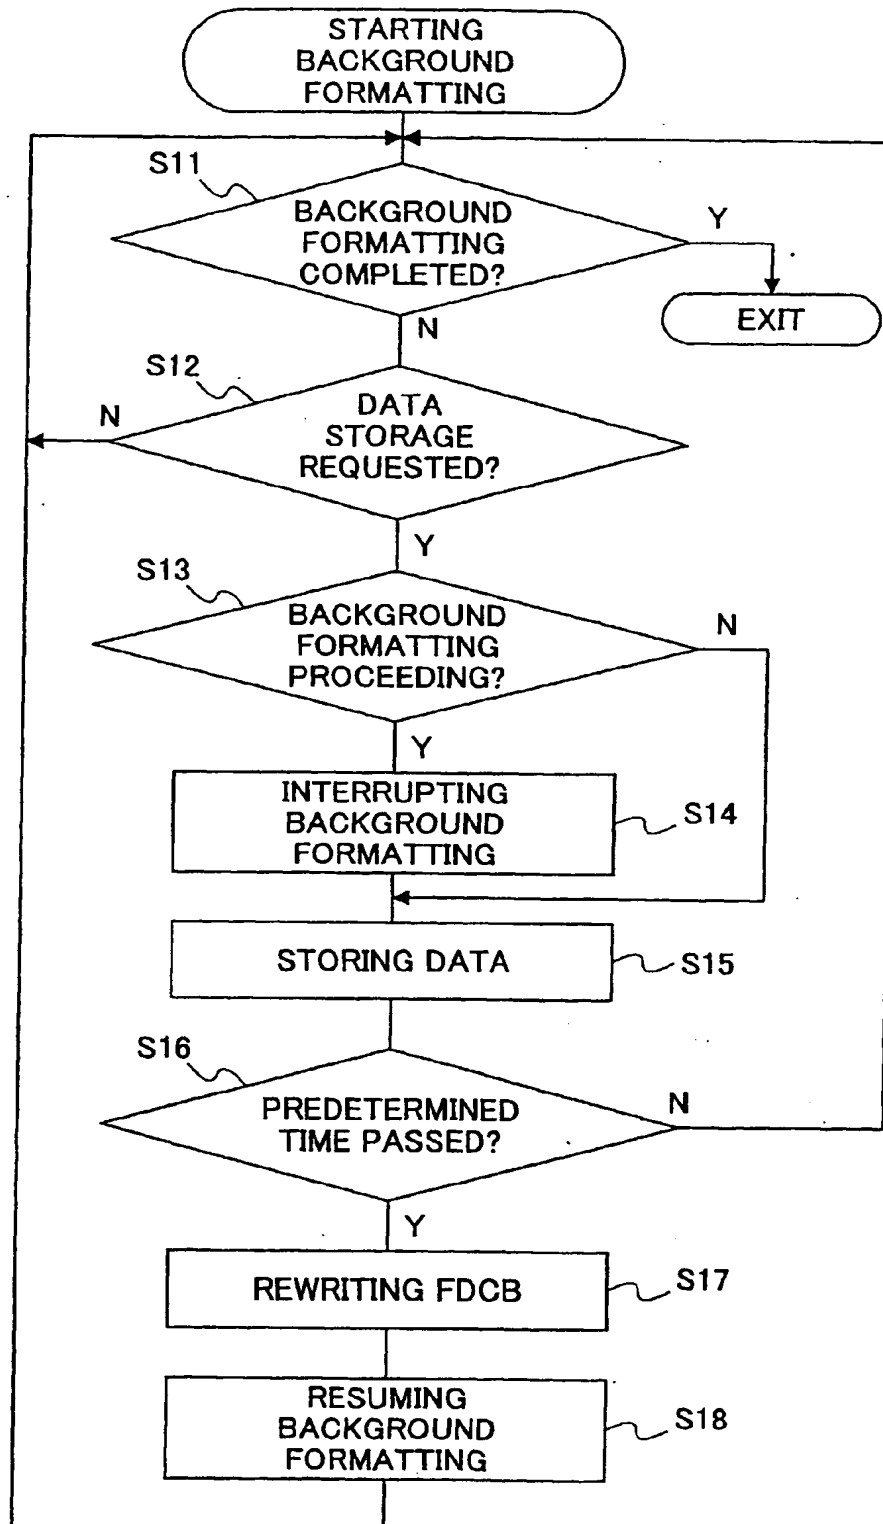 STARTING
BACKGROUND
FORMATTING
S11
BACKGROUND
FORMATTING
COMPLETED?
Y
EXIT
N
S12
N
DATA
STORAGE
REQUESTED?
Y
S13
BACKGROUND
FORMATTING
PROCEEDING?
N
Y
INTERRUPTING
BACKGROUND
FORMATTING
S14
STORING DATA
S15
S16
PREDETERMINED
TIME PASSED?
N
Y
REWRITING FDCB
S17
RESUMING
BACKGROUND
FORMATTING
S18